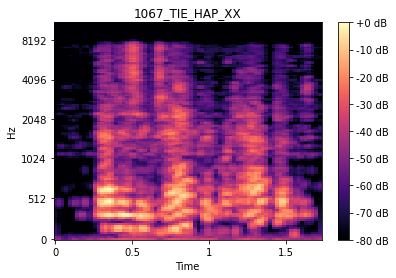 1067_TIE_HAP_XX
Hz
8192
4096
2048
1024
512
0
0
0.5
1
1.5
Time
+0 dB
-10 dB
-20 dB
-30 dB
-40 dB
-50 dB
-60 dB
-70 dB
-80 dB